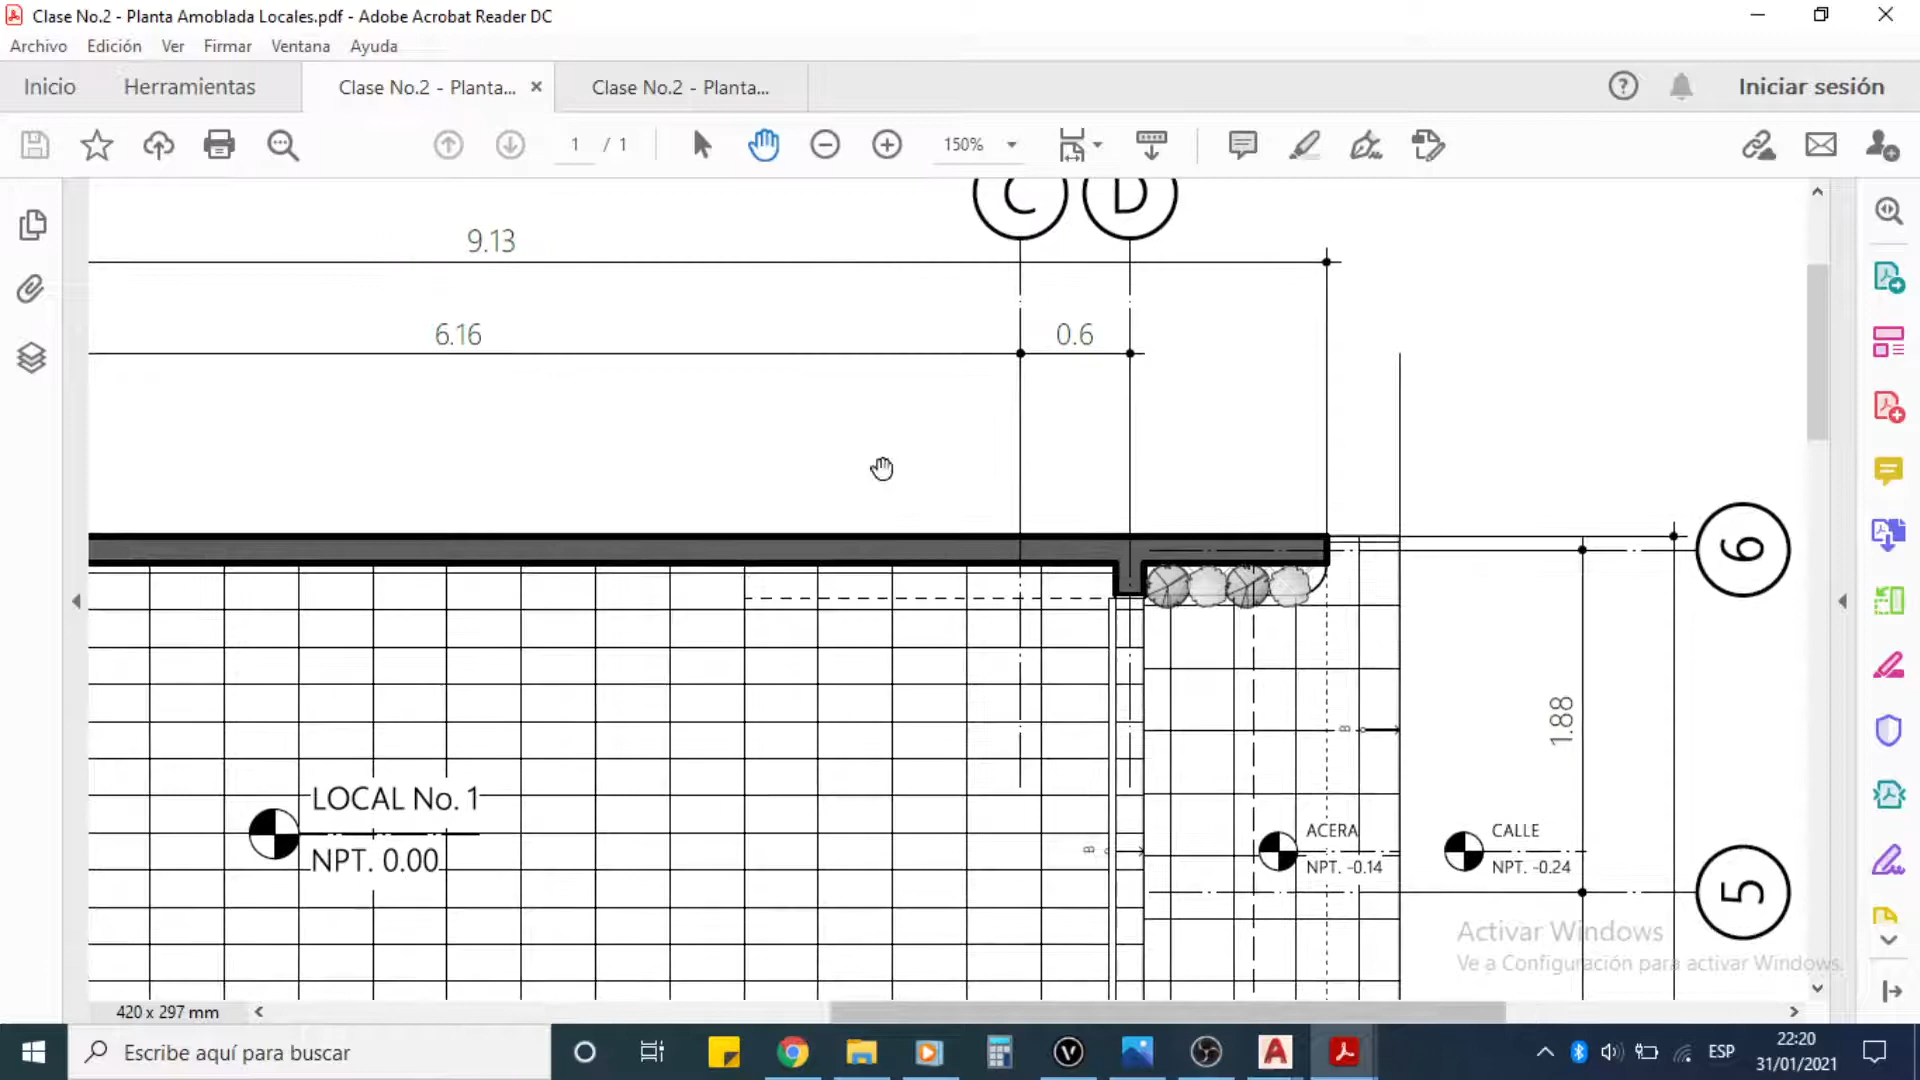 Clase No.2 - Planta Amoblada Locales.pdf - Adobe Acrobat Reader DC
Archivo Edición Ver Firmar Ventana Ayuda
Inicio Herramientas Clase No.2 - Planta... Clase No.2 - Planta... Iniciar sesión
1 / 1 150%
C D
9.13
6.16 0.6
6
1.88
LOCAL No. 1
NPT. 0.00
B
B
ACERA
NPT. -0.14
CALLE
NPT. -0.24
5
Activar Windows
Ve a Configuración para activar Windows.
420 x 297 mm
Escribe aquí para buscar
ESP
22:20
31/01/2021